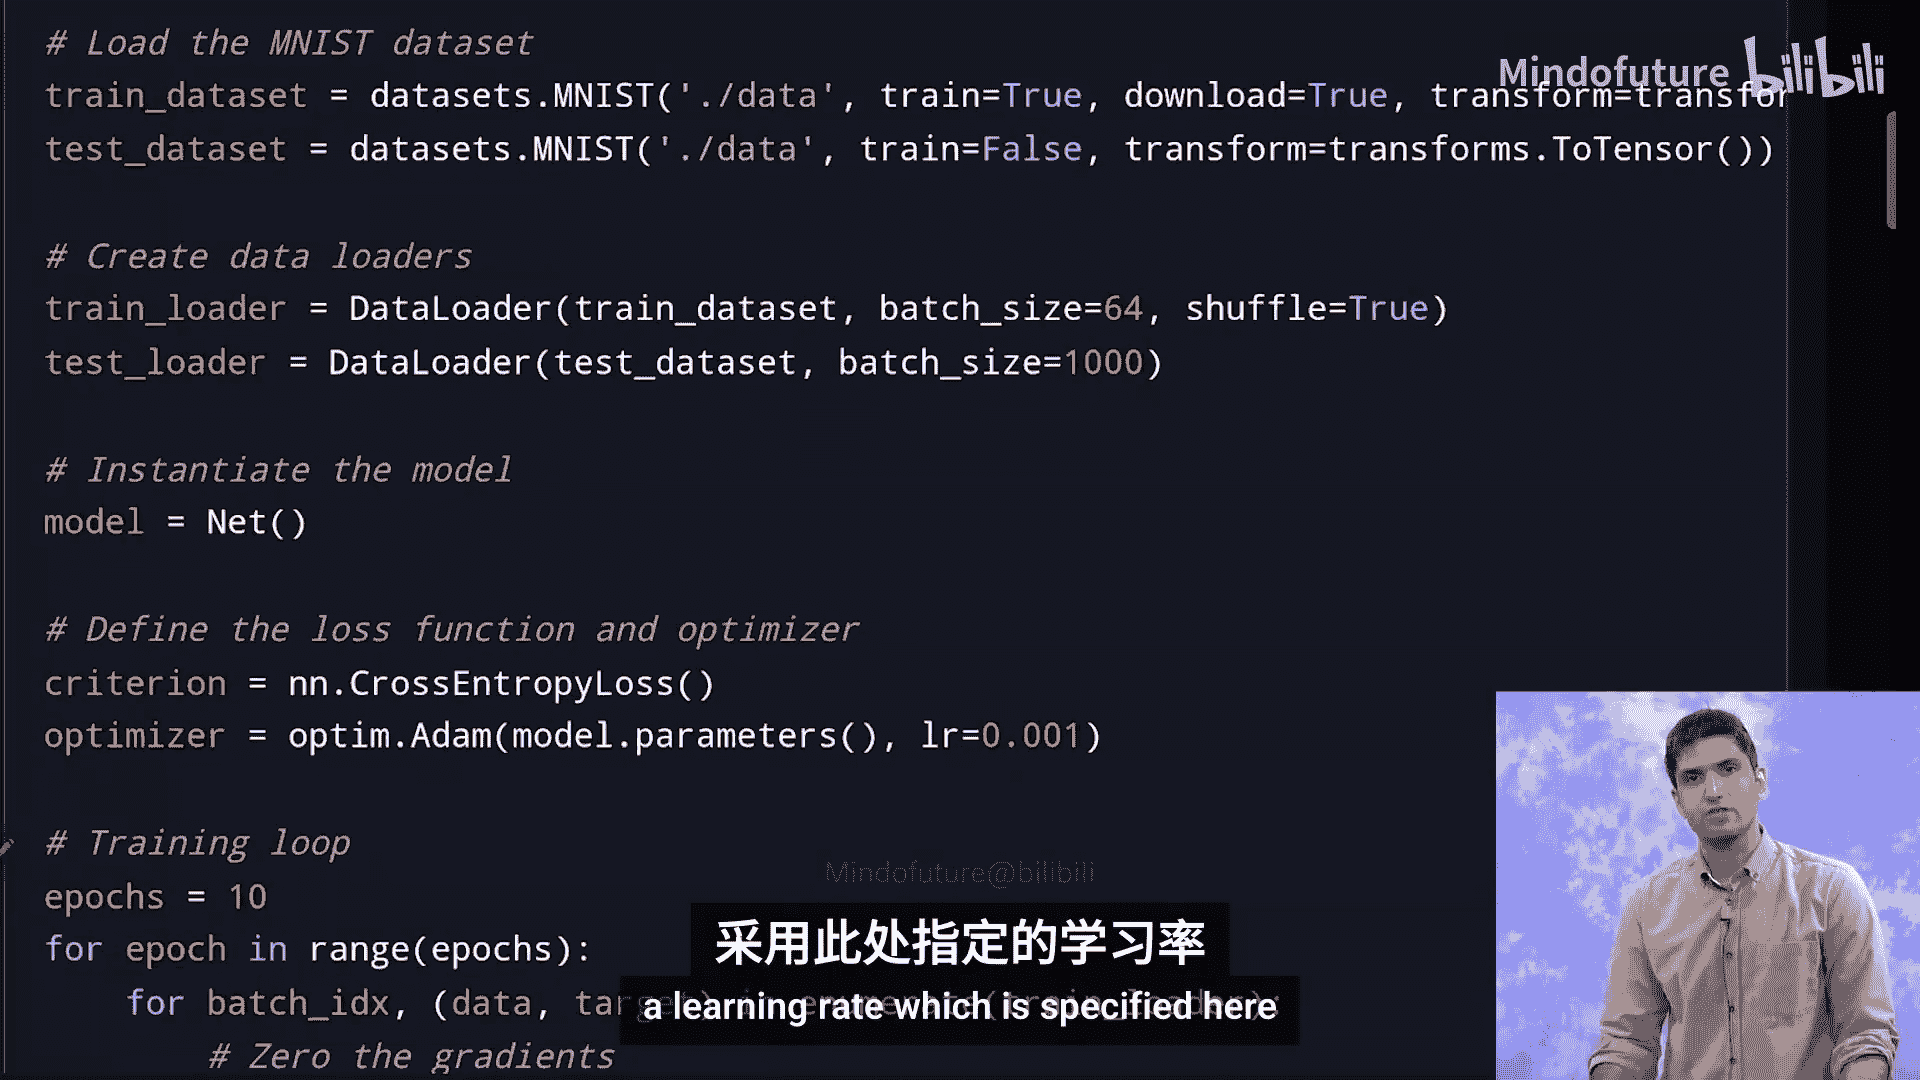 # Load the MNIST dataset
train_dataset = datasets.MNIST('./data', train=True, download=True, transform=transfor
test_dataset = datasets.MNIST('./data', train=False, transform=transforms.ToTensor())
Mindofuture bilibili
# Create data loaders
train_loader = DataLoader(train_dataset, batch_size=64, shuffle=True)
test_loader = DataLoader(test_dataset, batch_size=1000)
# Instantiate the model
model = Net()
# Define the loss function and optimizer
criterion = nn.CrossEntropyLoss()
optimizer = optim.Adam(model.parameters(), lr=0.001)
# Training loop
epochs = 10
for epoch in range(epochs):
for batch_idx, (data, target) in enumerate(train_loader):
# Zero the gradients
Mindofuture@bilibili
采用此处指定的学习率
a learning rate which is specified here